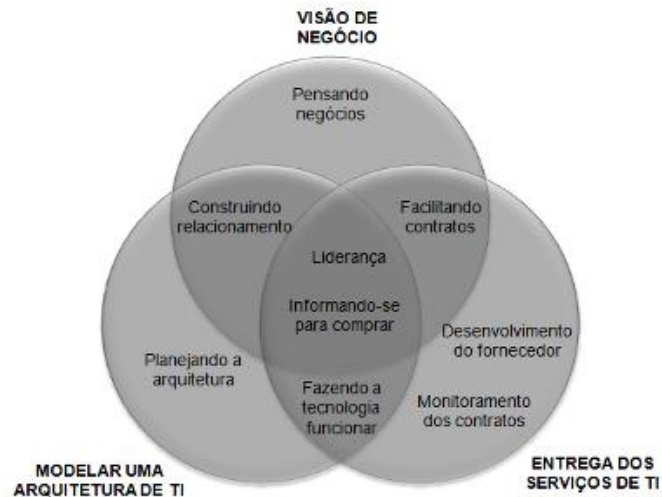 VISÃO DE
NEGÓCIO
Pensando
negócios
Construindo
relacionamento
Facilitando
contratos
Liderança
Informando-se
para comprar
Desenvolvimento
do fornecedor
Planejando a
arquitetura
Fazendo a
tecnologia
funcionar
Monitoramento
dos contratos
MODELAR UMA
ARQUITETURA DE TI
ENTREGA DOS
SERVIÇOS DE TI